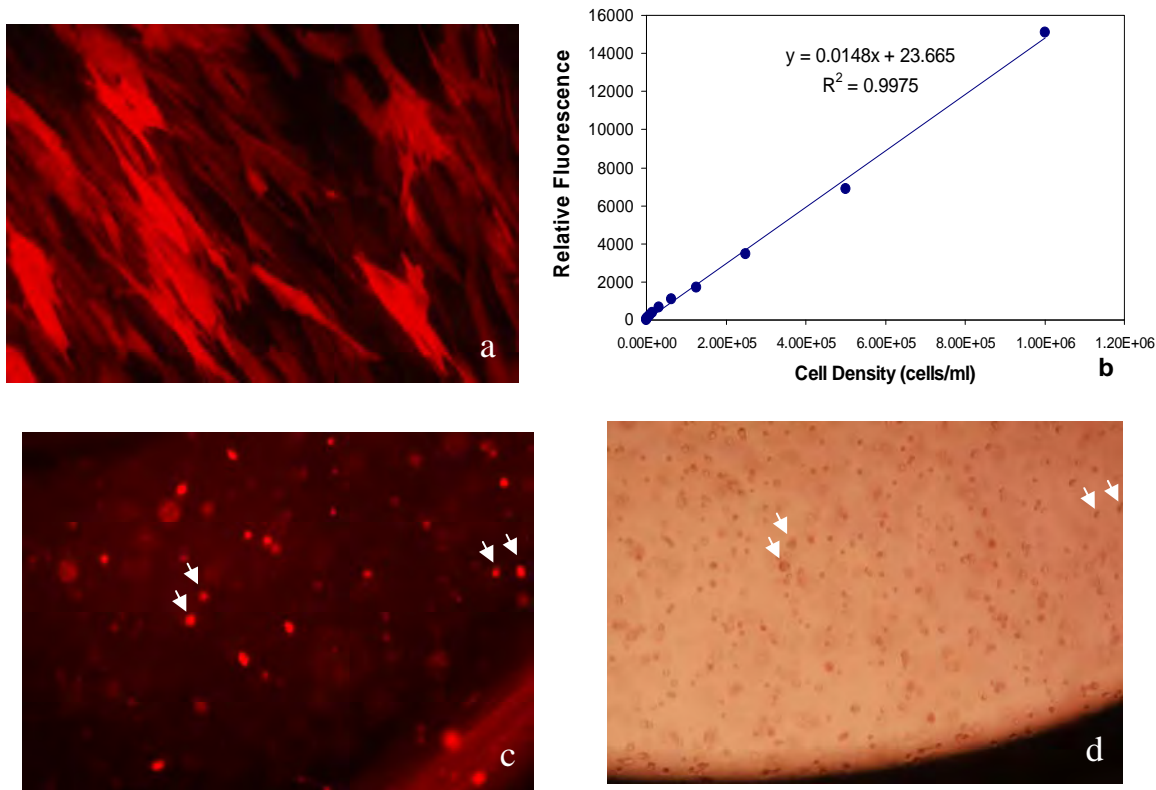 a
16000
14000
12000
10000
8000
6000
4000
2000
0
Relative Fluorescence
y = 0.0148x + 23.665
R² = 0.9975
0.00E+00 2.00E+05 4.00E+05 6.00E+05 8.00E+05 1.00E+06 1.20E+06
Cell Density (cells/ml)
b
c
d